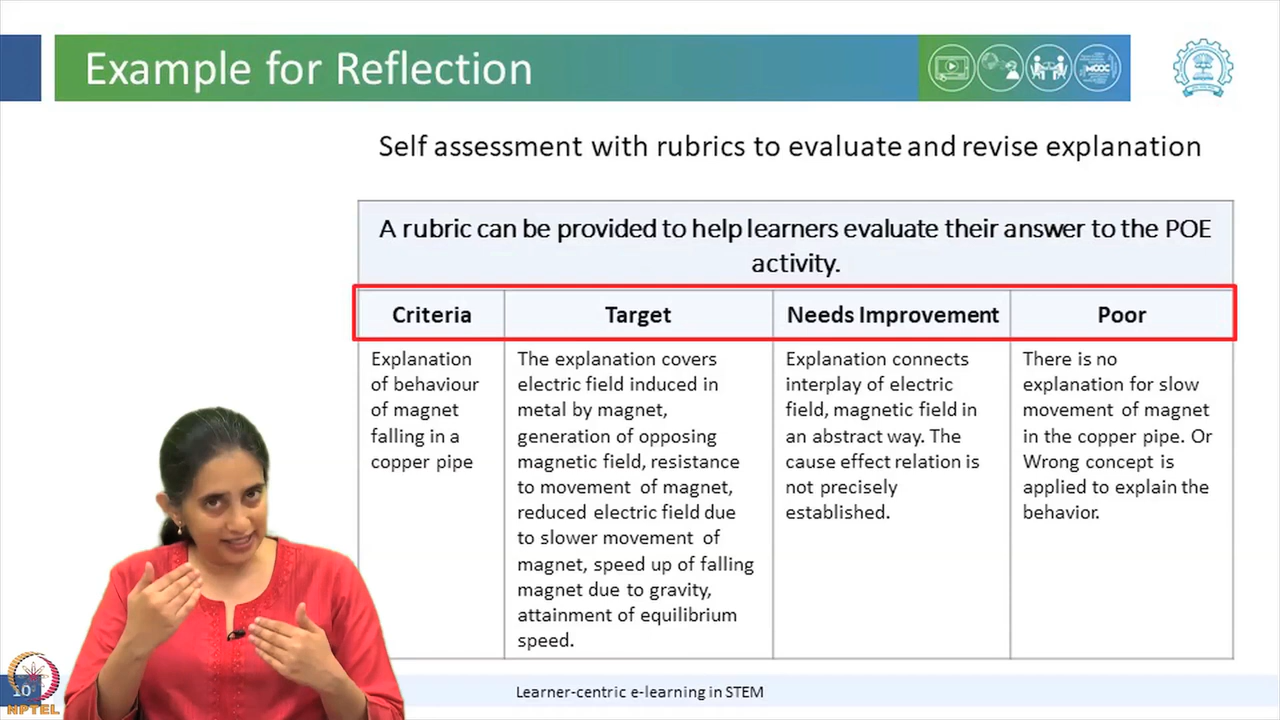 Example for Reflection
MOOC
Self assessment with rubrics to evaluate and revise explanation
A rubric can be provided to help learners evaluate their answer to the POE
activity.
Criteria
Target
Needs Improvement
Poor
Explanation
of behaviour
of magnet
falling in a
copper pipe
The explanation covers
electric field induced in
metal by magnet,
generation of opposing
magnetic field, resistance
to movement of magnet,
reduced electric field due
to slower movement of
magnet, speed up of falling
magnet due to gravity,
attainment of equilibrium
speed.
Explanation connects
interplay of electric
field, magnetic field in
an abstract way. The
cause effect relation is
not precisely
established.
There is no
explanation for slow
movement of magnet
in the copper pipe. Or
Wrong concept is
applied to explain the
behavior.
10
NPTEL
Learner-centric e-learning in STEM